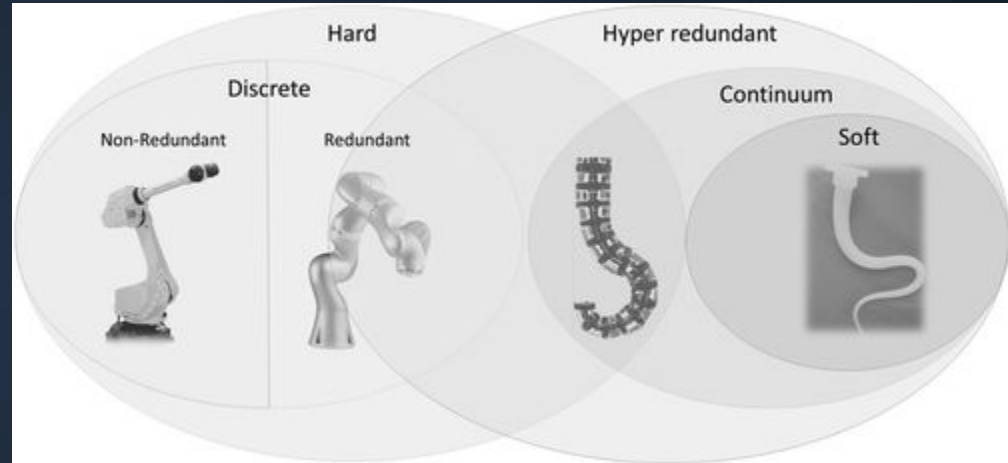 Hard
Hyper redundant
Discrete
Continuum
Non-Redundant
Redundant
Soft